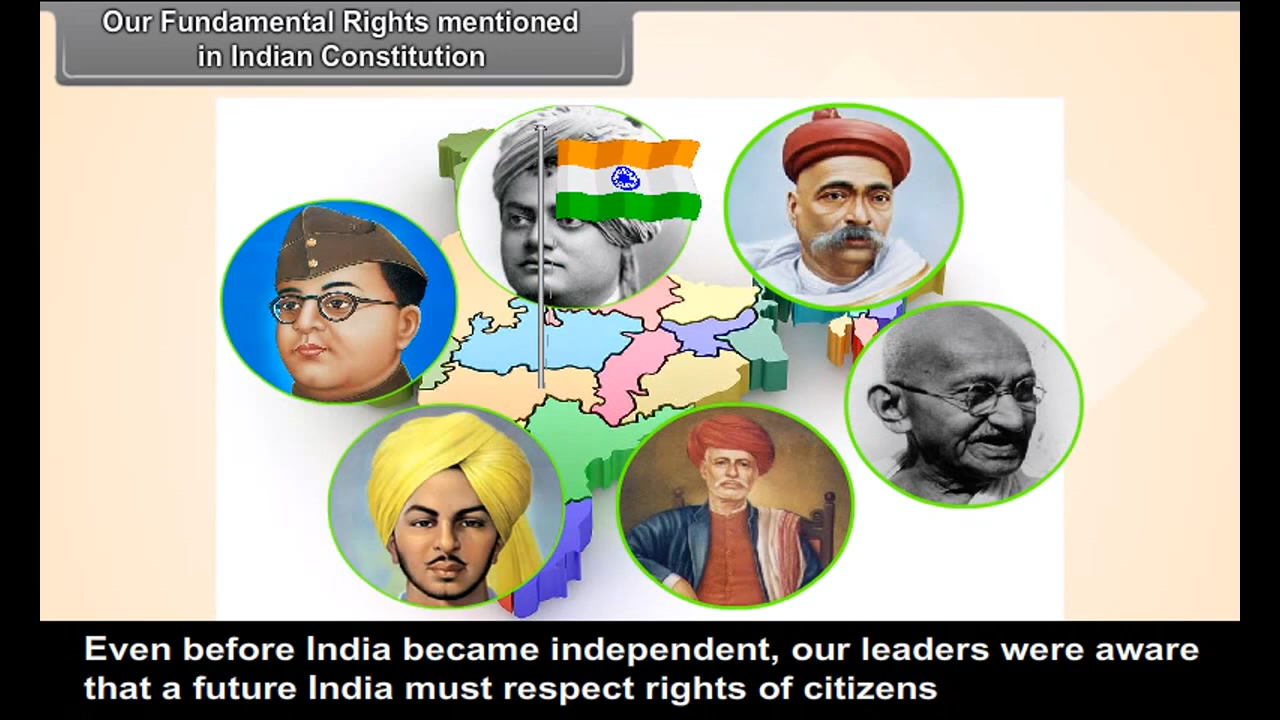 Our Fundamental Rights mentioned
in Indian Constitution
Even before India became independent, our leaders were aware
that a future India must respect rights of citizens